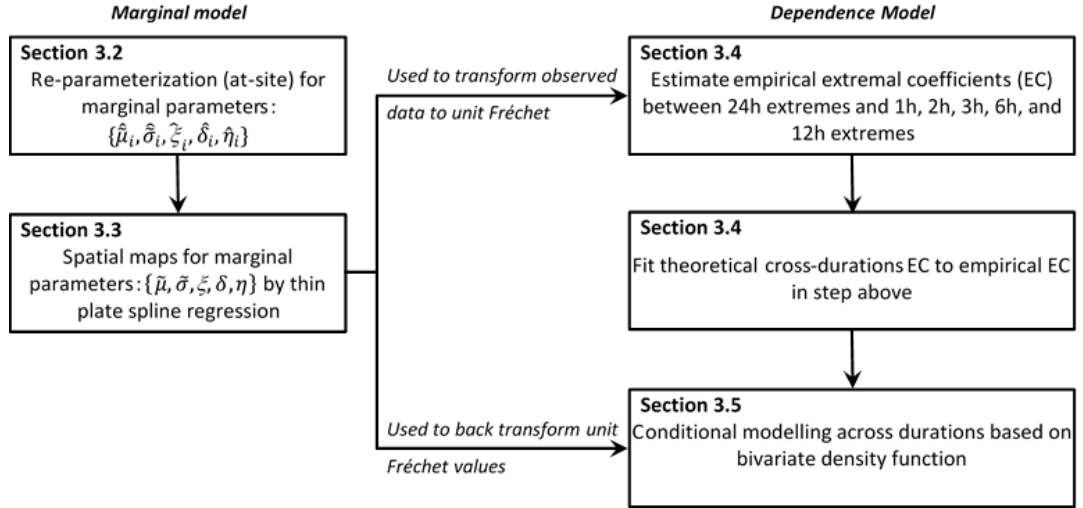 Marginal model
Section 3.2
Re-parameterization (at-site) for
marginal parameters:
{μ̃̂ᵢ, σ̃̂ᵢ, ξ̂ᵢ, δ̂ᵢ, η̂ᵢ}
Section 3.3
Spatial maps for marginal
parameters: {μ̃, σ̃, ξ, δ, η} by thin
plate spline regression
Used to transform observed
data to unit Fréchet
Used to back transform unit
Fréchet values
Dependence Model
Section 3.4
Estimate empirical extremal coefficients (EC)
between 24h extremes and 1h, 2h, 3h, 6h, and
12h extremes
Section 3.4
Fit theoretical cross-durations EC to empirical EC
in step above
Section 3.5
Conditional modelling across durations based on
bivariate density function